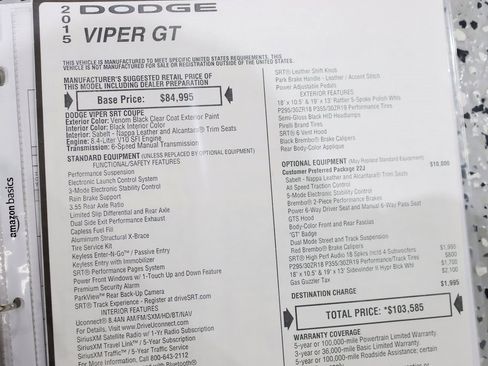 2015 DODGE
VIPER GT
THIS VEHICLE IS MANUFACTURED TO MEET SPECIFIC UNITED STATES REQUIREMENTS. THIS
VEHICLE IS NOT MANUFACTURED FOR SALE OR REGISTRATION OUTSIDE OF THE UNITED STATES.
MANUFACTURER'S SUGGESTED RETAIL PRICE OF
THIS MODEL INCLUDING DEALER PREPARATION
Base Price: $84,995
DODGE VIPER SRT COUPE
Exterior Color: Venom Black Clear Coat Exterior Paint
Interior Color: Black Interior Color
Interior: Sabelt - Nappa Leather and Alcantara® Trim Seats
Engine: 8.4-Liter V10 SFI Engine
Transmission: 6-Speed Manual Transmission
STANDARD EQUIPMENT (UNLESS REPLACED BY OPTIONAL EQUIPMENT)
FUNCTIONAL/SAFETY FEATURES
Performance Suspension
Electronic Launch Control System
3-Mode Electronic Stability Control
Rain Brake Support
3.55 Rear Axle Ratio
Limited Slip Differential and Rear Axle
Dual Side Exit Performance Exhaust
Capless Fuel Fill
Aluminum Structural X-Brace
Tire Service Kit
Keyless Enter-N-Go™ / Passive Entry
Keyless Entry with Immobilizer
SRT® Performance Pages System
Power Front Windows w/ 1-Touch Up and Down Feature
Premium Security Alarm
ParkView™ Rear Back-Up Camera
SRT® Track Experience - Register at driveSRT.com
INTERIOR FEATURES
Uconnect® 8.4AN AM/FM/SXM/HD/BT/NAV
For Details, Visit www.DriveUconnect.com
SiriusXM Satellite Radio w/ 1-Yr Radio Subscription
SiriusXM Travel Link™ / 5-Year Service
SiriusXM Traffic™ / 5-Year Traffic Service
For More Information, Call 800-643-2112
with Bluetooth®
SRT® Leather Shift Knob
Park Brake Handle - Leather / Accent Stitch
Power Adjustable Pedals
EXTERIOR FEATURES
18" x 10.5 & 19" x 13" Rattler 5-Spoke Polish Whls
P295/30ZR18 P355/30ZR19 Performance Tires
Semi-Gloss Black HID Headlamps
Pirelli Brand Tires
SRT® 6 Vent Hood
Black Brembo® Brake Calipers
Rear Body-Color Applique
OPTIONAL EQUIPMENT (May Replace Standard Equipment)
Customer Preferred Package 22J $10,000
Sabelt - Nappa Leather and Alcantara® Trim Seats
All Speed Traction Control
5-Mode Electronic Stability Control
Brembo® 2-Piece Performance Brakes
Power 6-Way Driver Seat and Manual 6-Way Pass Seat
GTS Hood
Body-Color Front and Rear Fascias
"GT" Badge
Dual Mode Street and Track Suspension
Red Brembo® Brake Calipers
SRT® High Perf Audio 18 Spkrs incl 4 Subwoofers $1,995
P295/30ZR18 P355/30ZR19 Performance/Track Tires $800
18" x 10.5" & 19" x 13" Sidewinder II Hypr Blck Whl $1,700
Gas Guzzler Tax $2,100
DESTINATION CHARGE $1,995
TOTAL PRICE: *$103,585
WARRANTY COVERAGE
5-year or 100,000-mile Powertrain Limited Warranty.
3-year or 36,000-mile Basic Limited Warranty.
5-year or 100,000-mile Roadside Assistance; certain
amazon basics